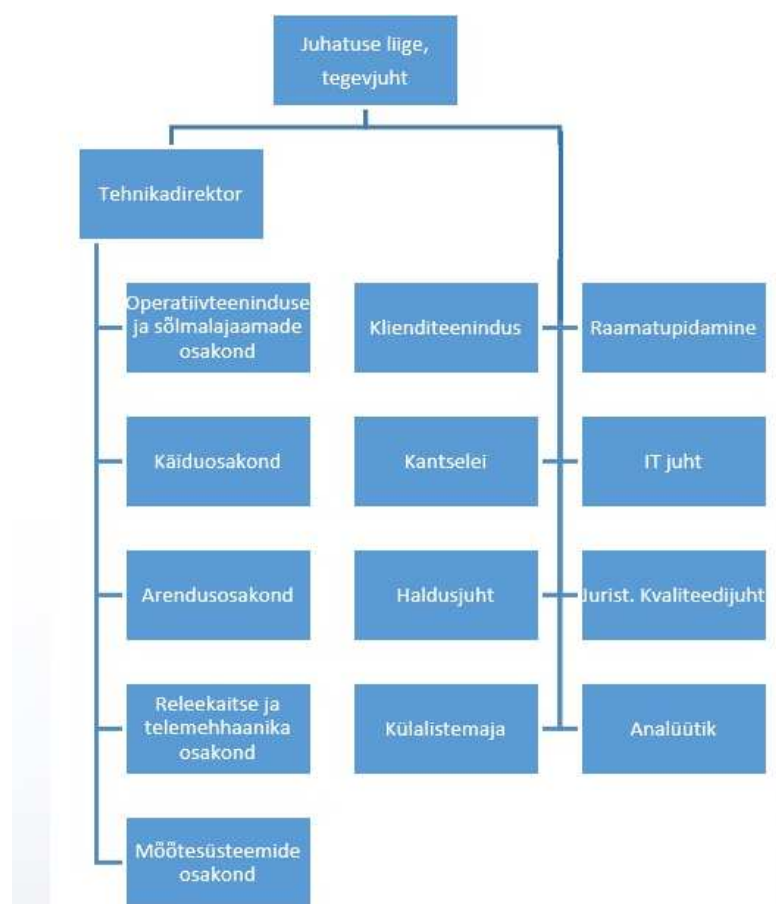 Juhatuse liige,
tegevjuht
Tehnikadirektor
Operatiivteeninduse
ja sõlmalajaamade
osakond
Klienditeenindus
Raamatupidamine
Käiduosakond
Kantselei
IT juht
Arendusosakond
Haldusjuht
Jurist. Kvaliteedijuht
Releekaitse ja
telemehhaanika
osakond
Külalistemaja
Analüütik
Mõõtesüsteemide
osakond